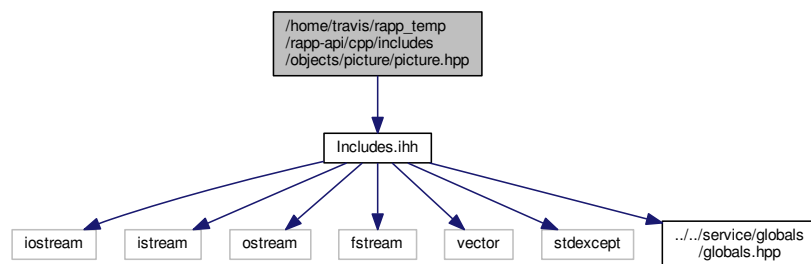 /home/travis/rapp_temp
/rapp-api/cpp/includes
/objects/picture/picture.hpp
Includes.ihh
iostream
istream
ostream
fstream
vector
stdexcept
../../service/globals
/globals.hpp